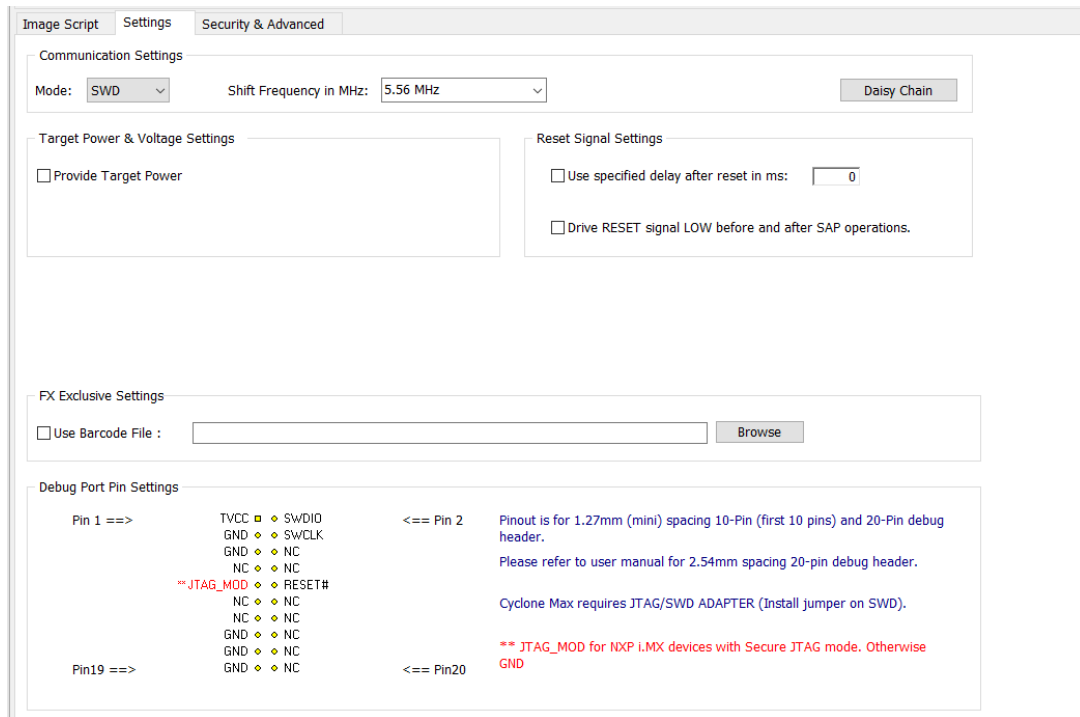 Image Script Settings Security & Advanced
Communication Settings
Mode: SWD Shift Frequency in MHz: 5.56 MHz Daisy Chain
Target Power & Voltage Settings Reset Signal Settings
Provide Target Power Use specified delay after reset in ms: 0
Drive RESET signal LOW before and after SAP operations.
FX Exclusive Settings
Use Barcode File : Browse
Debug Port Pin Settings
Pin 1 ==> TVCC SWDIO <== Pin 2
GND SWCLK
GND NC
NC NC
**JTAG_MOD RESET#
NC NC
NC NC
GND NC
GND NC
Pin19 ==> GND NC <== Pin20
Pinout is for 1.27mm (mini) spacing 10-Pin (first 10 pins) and 20-Pin debug
header.
Please refer to user manual for 2.54mm spacing 20-pin debug header.
Cyclone Max requires JTAG/SWD ADAPTER (Install jumper on SWD).
** JTAG_MOD for NXP i.MX devices with Secure JTAG mode. Otherwise
GND